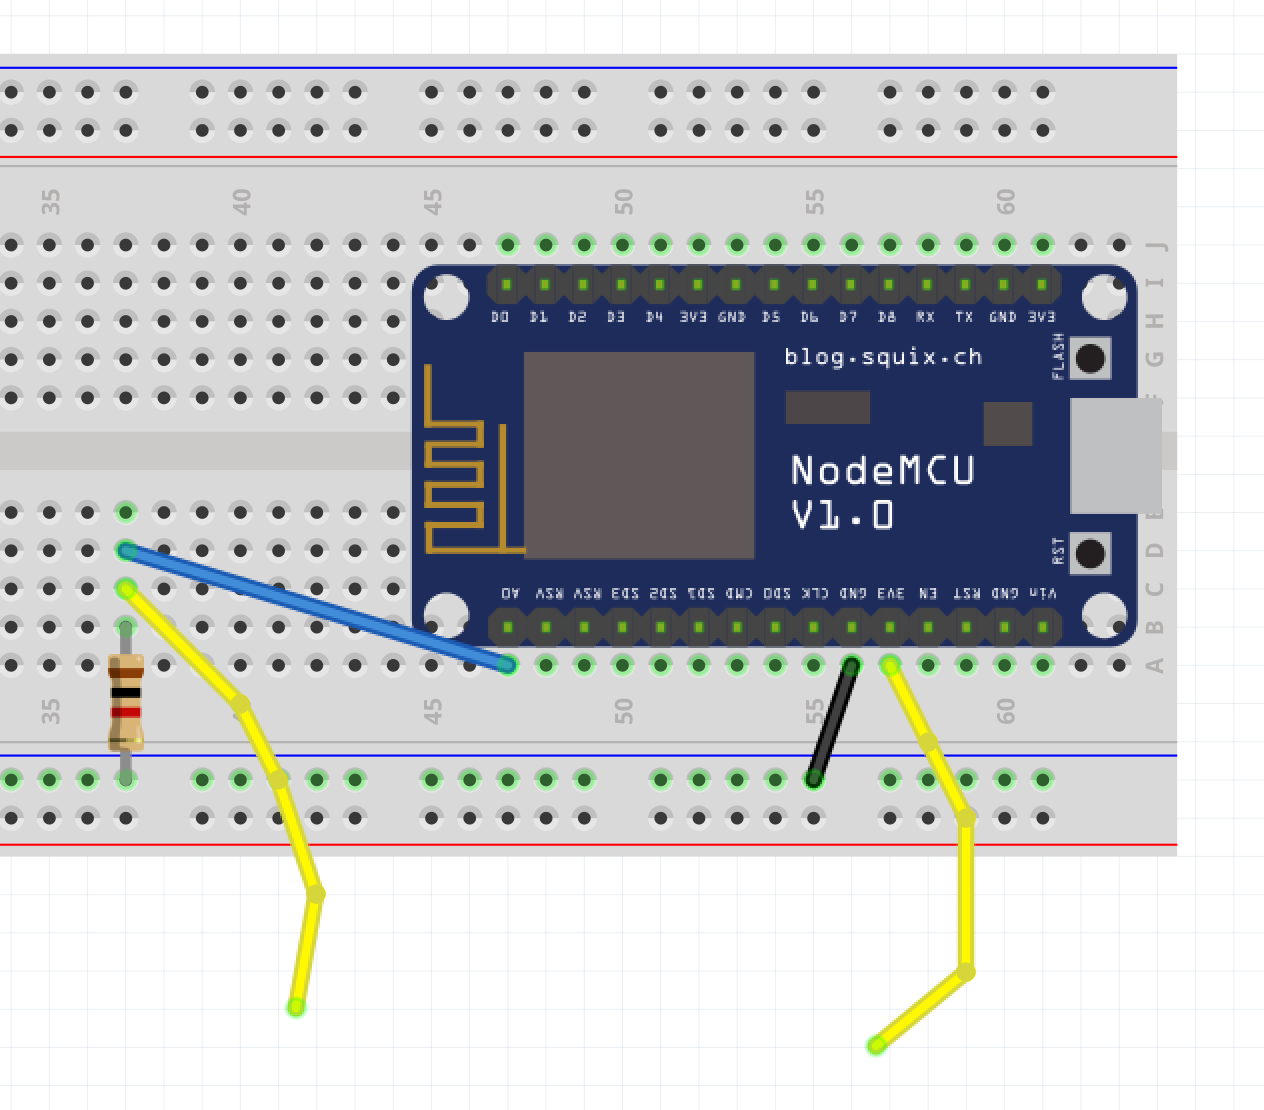 35 40 45 50 55 60
J
I
H
G
D0 D1 D2 D3 D4 3V3 GND D5 D6 D7 D8 RX TX GND 3V3
FLASH
blog.squix.ch
NodeMCU
V1.0
RST
D
C
B
A
A0 RSV RSV SD3 SD2 SD1 CMD SD0 CLK GND 3V3 EN RST GND Vin
35 45 50 55 60